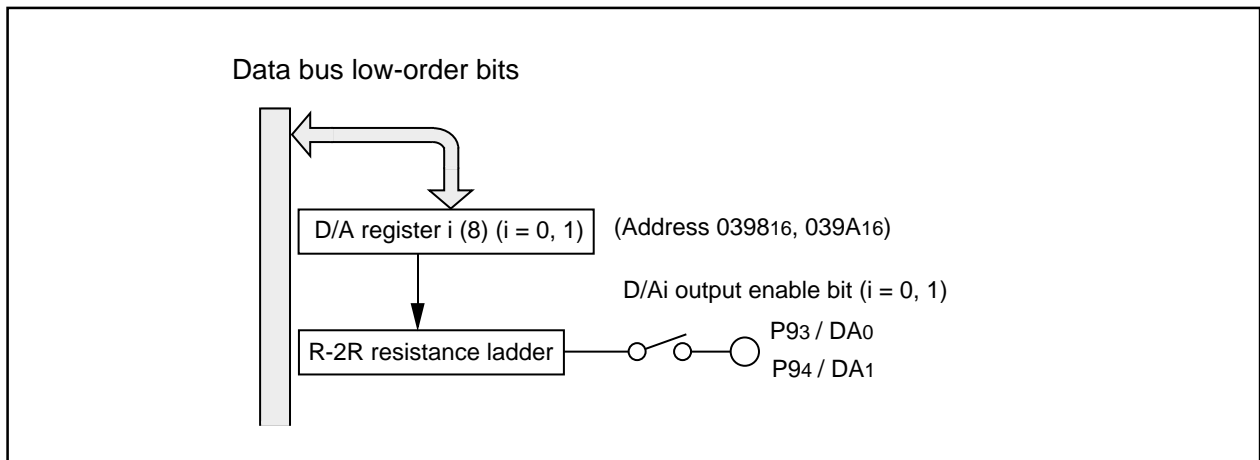 Data bus low-order bits
D/A register i (8) (i = 0, 1)
(Address 039816, 039A16)
D/Ai output enable bit (i = 0, 1)
R-2R resistance ladder
P93 / DA0
P94 / DA1